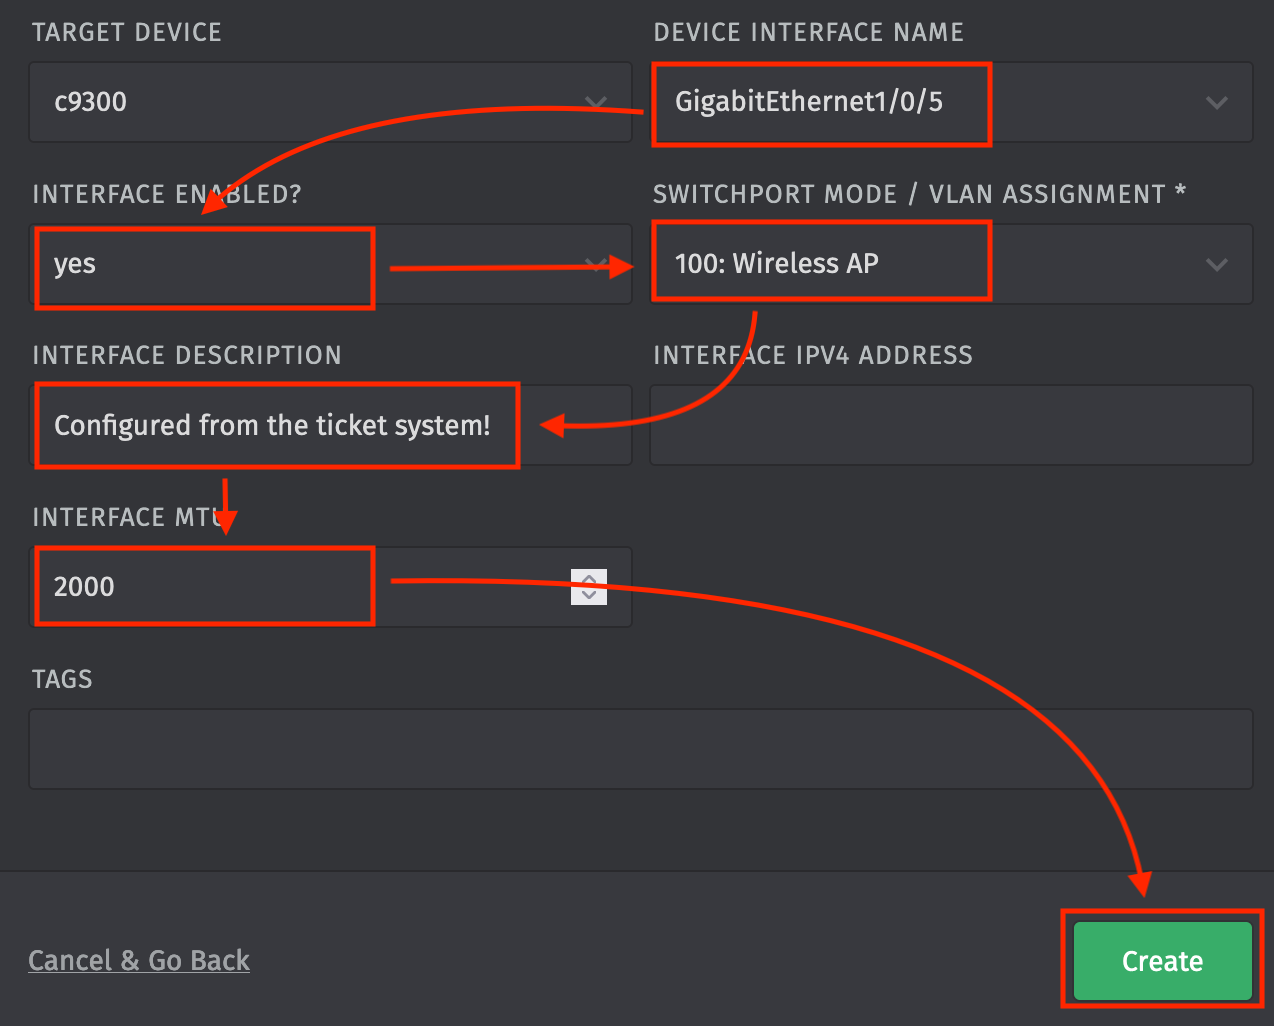 TARGET DEVICE
DEVICE INTERFACE NAME
c9300
GigabitEthernet1/0/5
INTERFACE ENABLED?
SWITCHPORT MODE / VLAN ASSIGNMENT *
yes
100: Wireless AP
INTERFACE DESCRIPTION
INTERFACE IPV4 ADDRESS
Configured from the ticket system!
INTERFACE MTU
2000
TAGS
Cancel & Go Back
Create